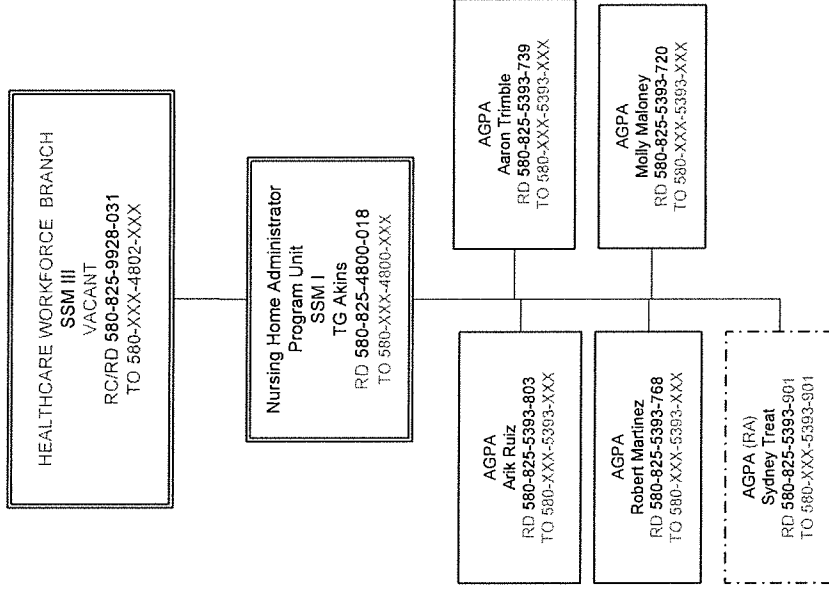 HEALTHCARE WORKFORCE BRANCH
SSM III
VACANT
RC/RD 580-825-9928-031
TO 580-XXX-4802-XXX
Nursing Home Administrator
Program Unit
SSM I
TG Akins
RD 580-825-4800-018
TO 580-XXX-4800-XXX
AGPA
Arik Ruiz
RD 580-825-5393-803
TO 580-XXX-5393-XXX
AGPA
Aaron Trimble
RD 580-825-5393-739
TO 580-XXX-5393-XXX
AGPA
Robert Martinez
RD 580-825-5393-768
TO 580-XXX-5393-XXX
AGPA
Molly Maloney
RD 580-825-5393-720
TO 580-XXX-5393-XXX
AGPA (RA)
Sydney Treat
RD 580-825-5393-901
TO 580-XXX-5393-901